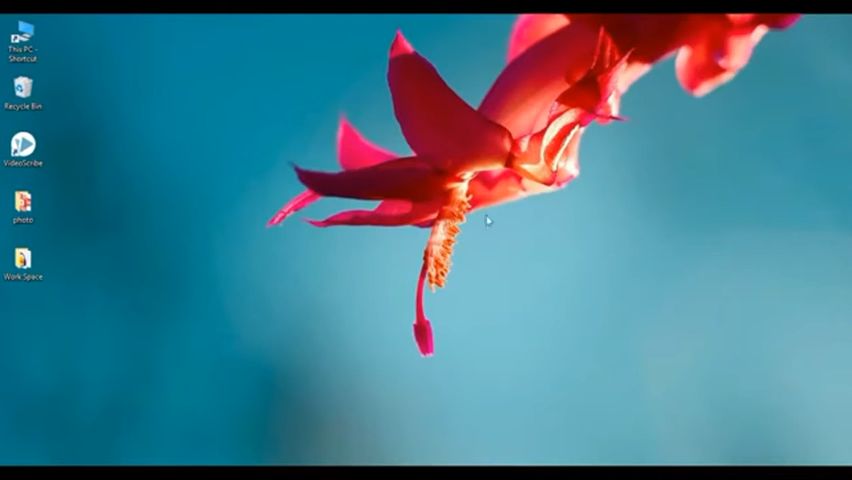 This PC -
Shortcut
Recycle Bin
VideoScribe
photo
Work Space